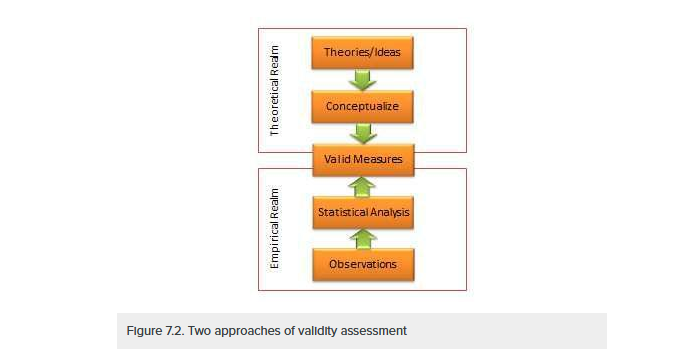 Theoretical Realm
Theories/Ideas
Conceptualize
Valid Measures
Empirical Realm
Statistical Analysis
Observations
Figure 7.2. Two approaches of validity assessment